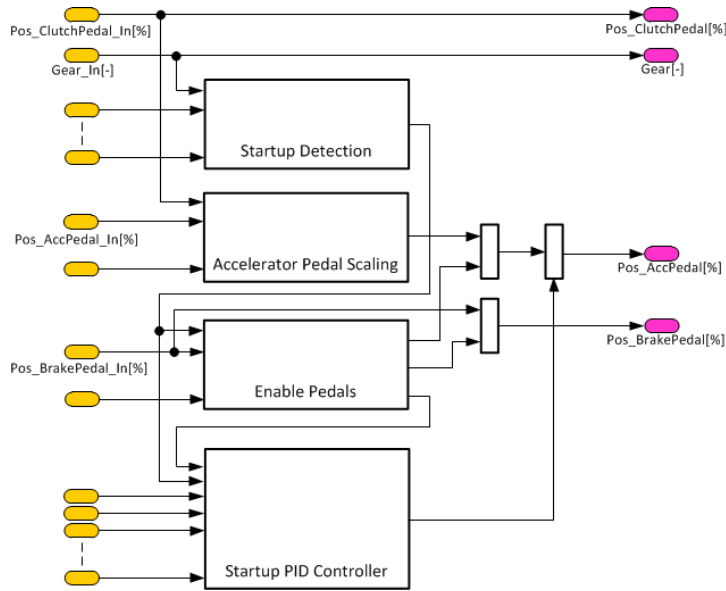 Pos_ClutchPedal_In[%]
Pos_ClutchPedal[%]
Gear_In[-]
Gear[-]
Startup Detection
Pos_AccPedal_In[%]
Accelerator Pedal Scaling
Pos_AccPedal[%]
Pos_BrakePedal_In[%]
Pos_BrakePedal[%]
Enable Pedals
Startup PID Controller